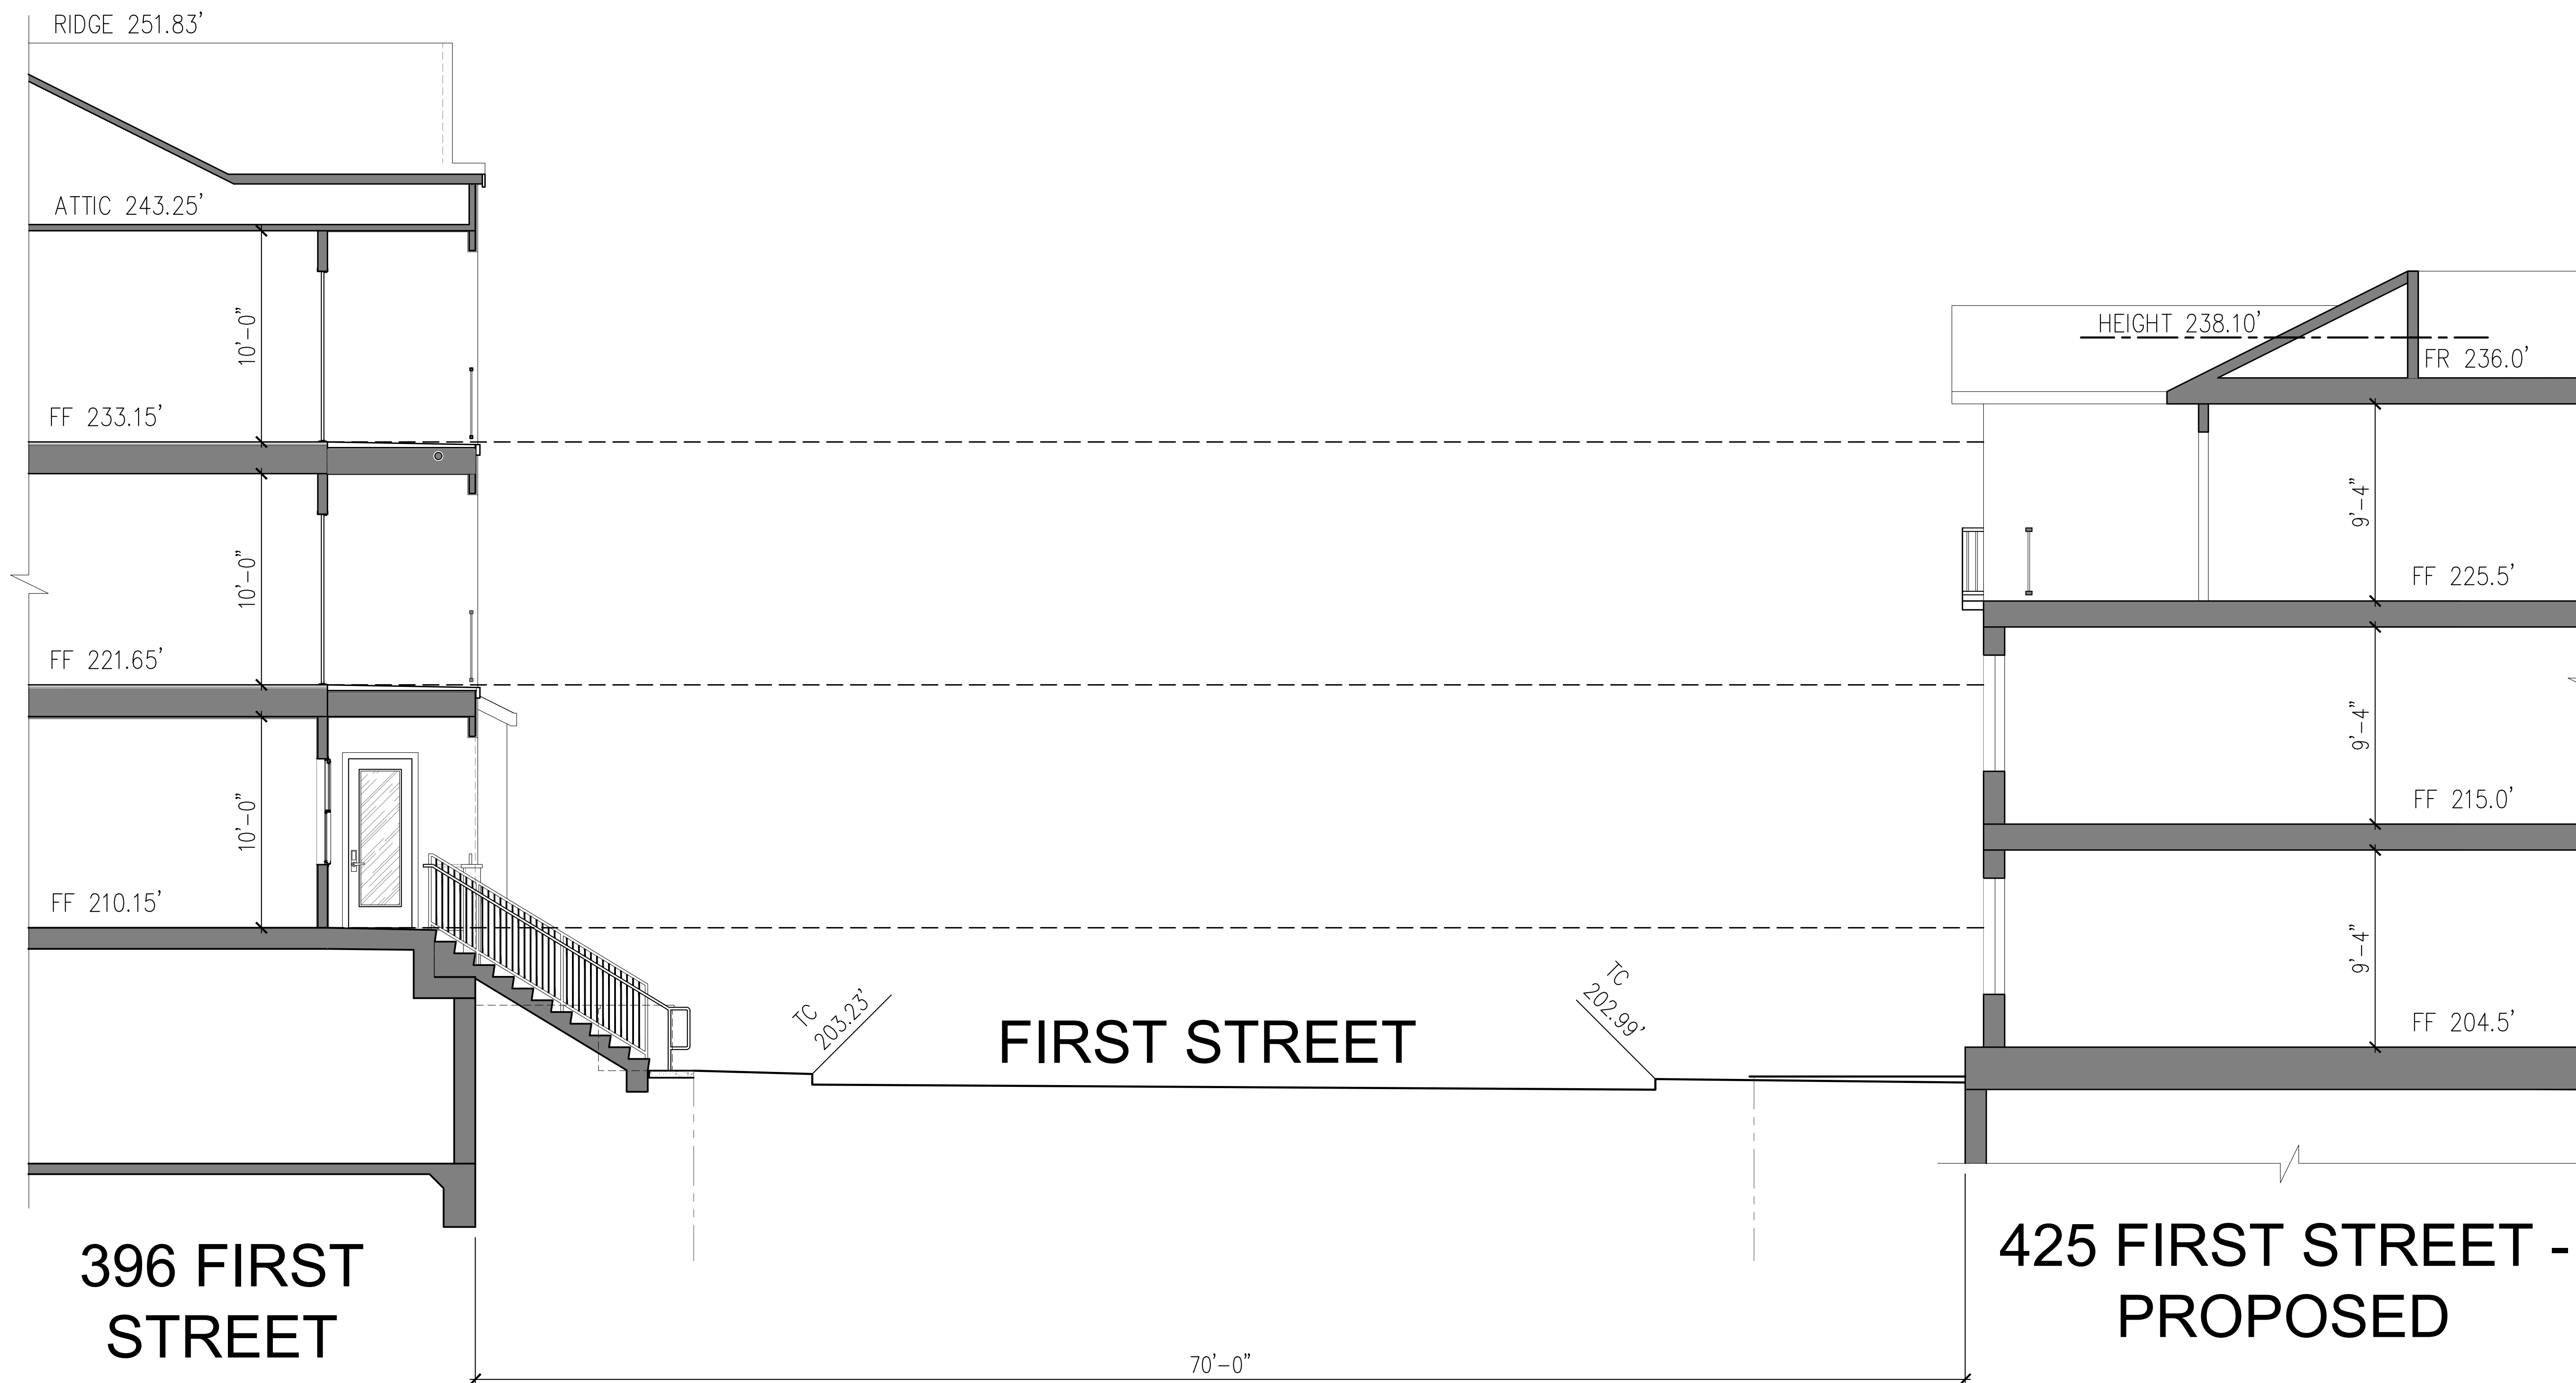 RIDGE 251.83'
ATTIC 243.25'
10'-0"
FF 233.15'
10'-0"
FF 221.65'
10'-0"
FF 210.15'
HEIGHT 238.10'
FR 236.0'
9'-4"
FF 225.5'
9'-4"
FF 215.0'
9'-4"
FF 204.5'
TC
203.23'
FIRST STREET
TC
202.99'
396 FIRST
STREET
425 FIRST STREET -
PROPOSED
70'-0"